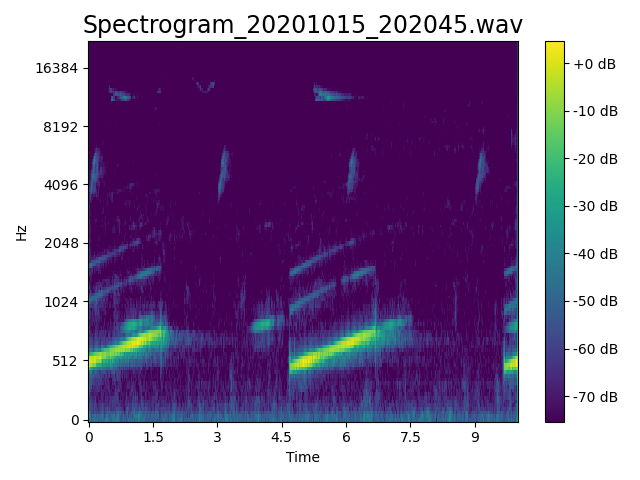 Spectrogram_20201015_202045.wav
16384
8192
4096
2048
1024
512
0
Hz
0 1.5 3 4.5 6 7.5 9
Time
+0 dB
-10 dB
-20 dB
-30 dB
-40 dB
-50 dB
-60 dB
-70 dB